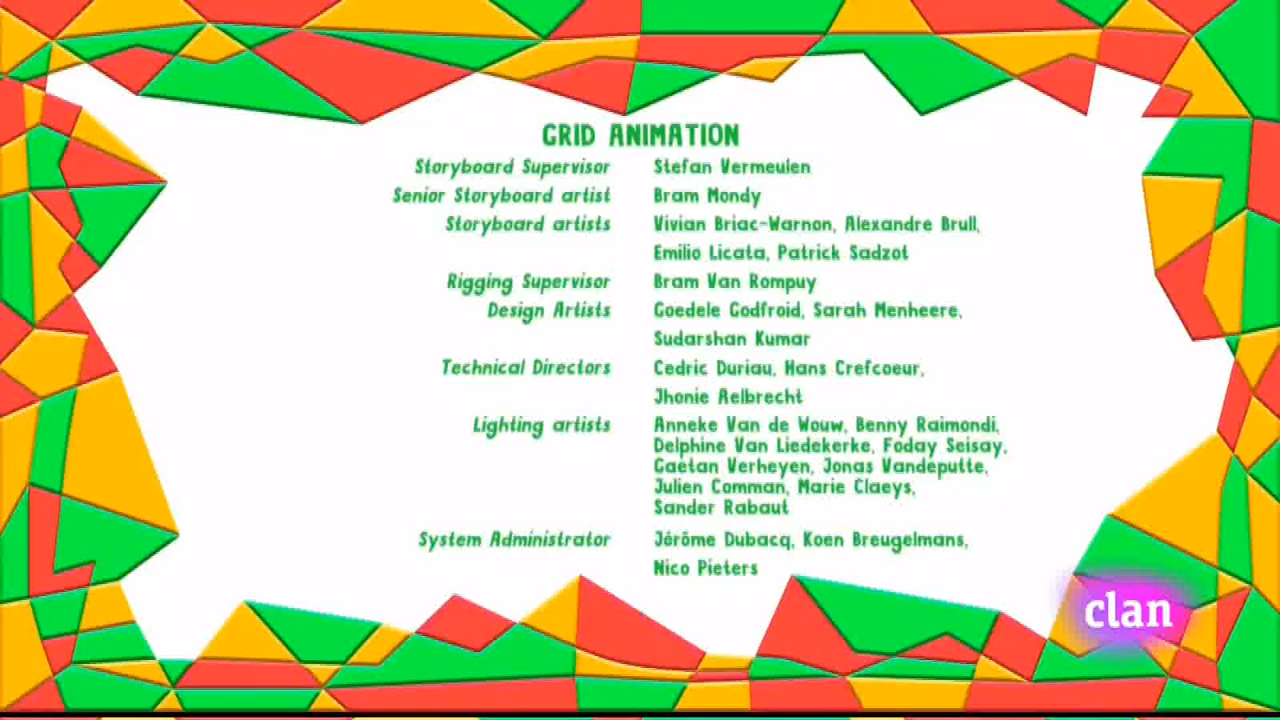 GRID ANIMATION
Storyboard Supervisor Stefan Vermeulen
Senior Storyboard artist Bram Mondy
Storyboard artists Vivian Briac-Warnon, Alexandre Brull,
Emilio Licata, Patrick Sadzot
Rigging Supervisor Bram Van Rompuy
Design Artists Goedele Godfroid, Sarah Menheere,
Sudarshan Kumar
Technical Directors Cedric Duriau, Hans Crefcoeur,
Jhonie Aelbrecht
Lighting artists Anneke Van de Wouw, Benny Raimondi,
Delphine Van Liedekerke, Foday Seisay,
Gaetan Verheyen, Jonas Vandeputte,
Julien Comman, Marie Claeys,
Sander Rabaut
System Administrator Jérôme Dubacq, Koen Breugelmans,
Nico Pieters
clan